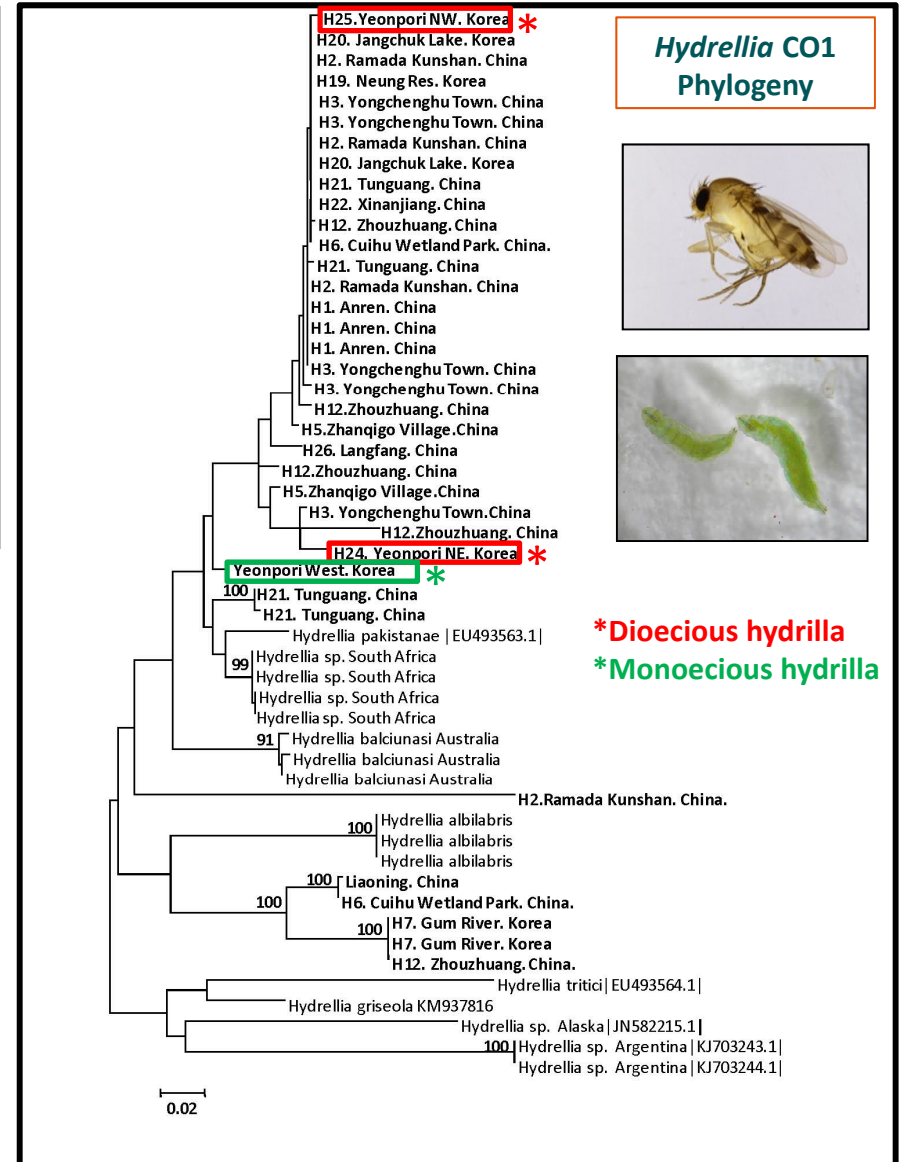 H25.Yeonpori NW. Korea *
H20. Jangchuk Lake. Korea
H2. Ramada Kunshan. China
H19. Neung Res. Korea
H3. Yongchenghu Town. China
H3. Yongchenghu Town. China
H2. Ramada Kunshan. China
H20. Jangchuk Lake. Korea
H21. Tunguang. China
H22. Xinanjiang. China
H12. Zhouzhuang. China
H6. Cuihu Wetland Park. China.
H21. Tunguang. China
H2. Ramada Kunshan. China
H1. Anren. China
H1. Anren. China
H1. Anren. China
H3. Yongchenghu Town. China
H3. Yongchenghu Town. China
H12.Zhouzhuang. China
H5.Zhanqigo Village.China
H26. Langfang. China
H12.Zhouzhuang. China
H5.Zhanqigo Village.China
H3. Yongchenghu Town.China
H12.Zhouzhuang. China
H24. Yeonpori NE. Korea *
Yeonpori West. Korea *
100 H21. Tunguang. China
H21. Tunguang. China
Hydrellia pakistanae |EU493563.1|
Hydrellia sp. South Africa
99 Hydrellia sp. South Africa
Hydrellia sp. South Africa
Hydrellia sp. South Africa
91 Hydrellia balciunasi Australia
Hydrellia balciunasi Australia
Hydrellia balciunasi Australia
H2.Ramada Kunshan. China.
Hydrellia albilabris
100 Hydrellia albilabris
Hydrellia albilabris
100 Liaoning. China
100 H6. Cuihu Wetland Park. China.
H7. Gum River. Korea
100 H7. Gum River. Korea
H12. Zhouzhuang. China.
Hydrellia tritici|EU493564.1|
Hydrellia griseola KM937816
Hydrellia sp. Alaska|JN582215.1|
100 Hydrellia sp. Argentina|KJ703243.1|
Hydrellia sp. Argentina|KJ703244.1|
0.02
Hydrellia CO1
Phylogeny
*Dioecious hydrilla
*Monoecious hydrilla